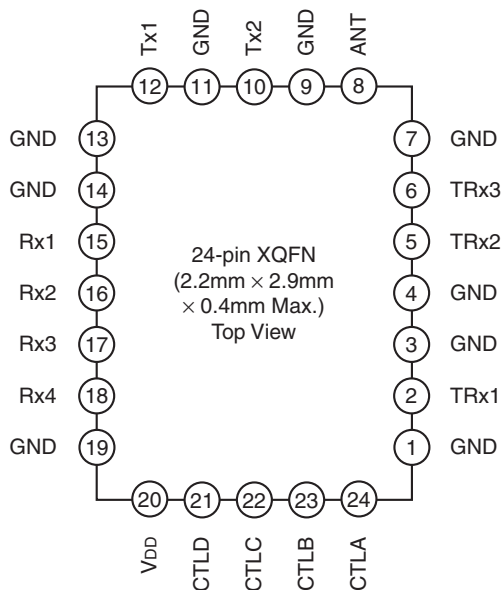 Tx1
GND
Tx2
GND
ANT
12
11
10
9
8
GND
13
7
GND
GND
14
6
TRx3
Rx1
15
5
TRx2
24-pin XQFN
(2.2mm × 2.9mm
× 0.4mm Max.)
Top View
Rx2
16
4
GND
Rx3
17
3
GND
Rx4
18
2
TRx1
GND
19
1
GND
20
21
22
23
24
VDD
CTLD
CTLC
CTLB
CTLA